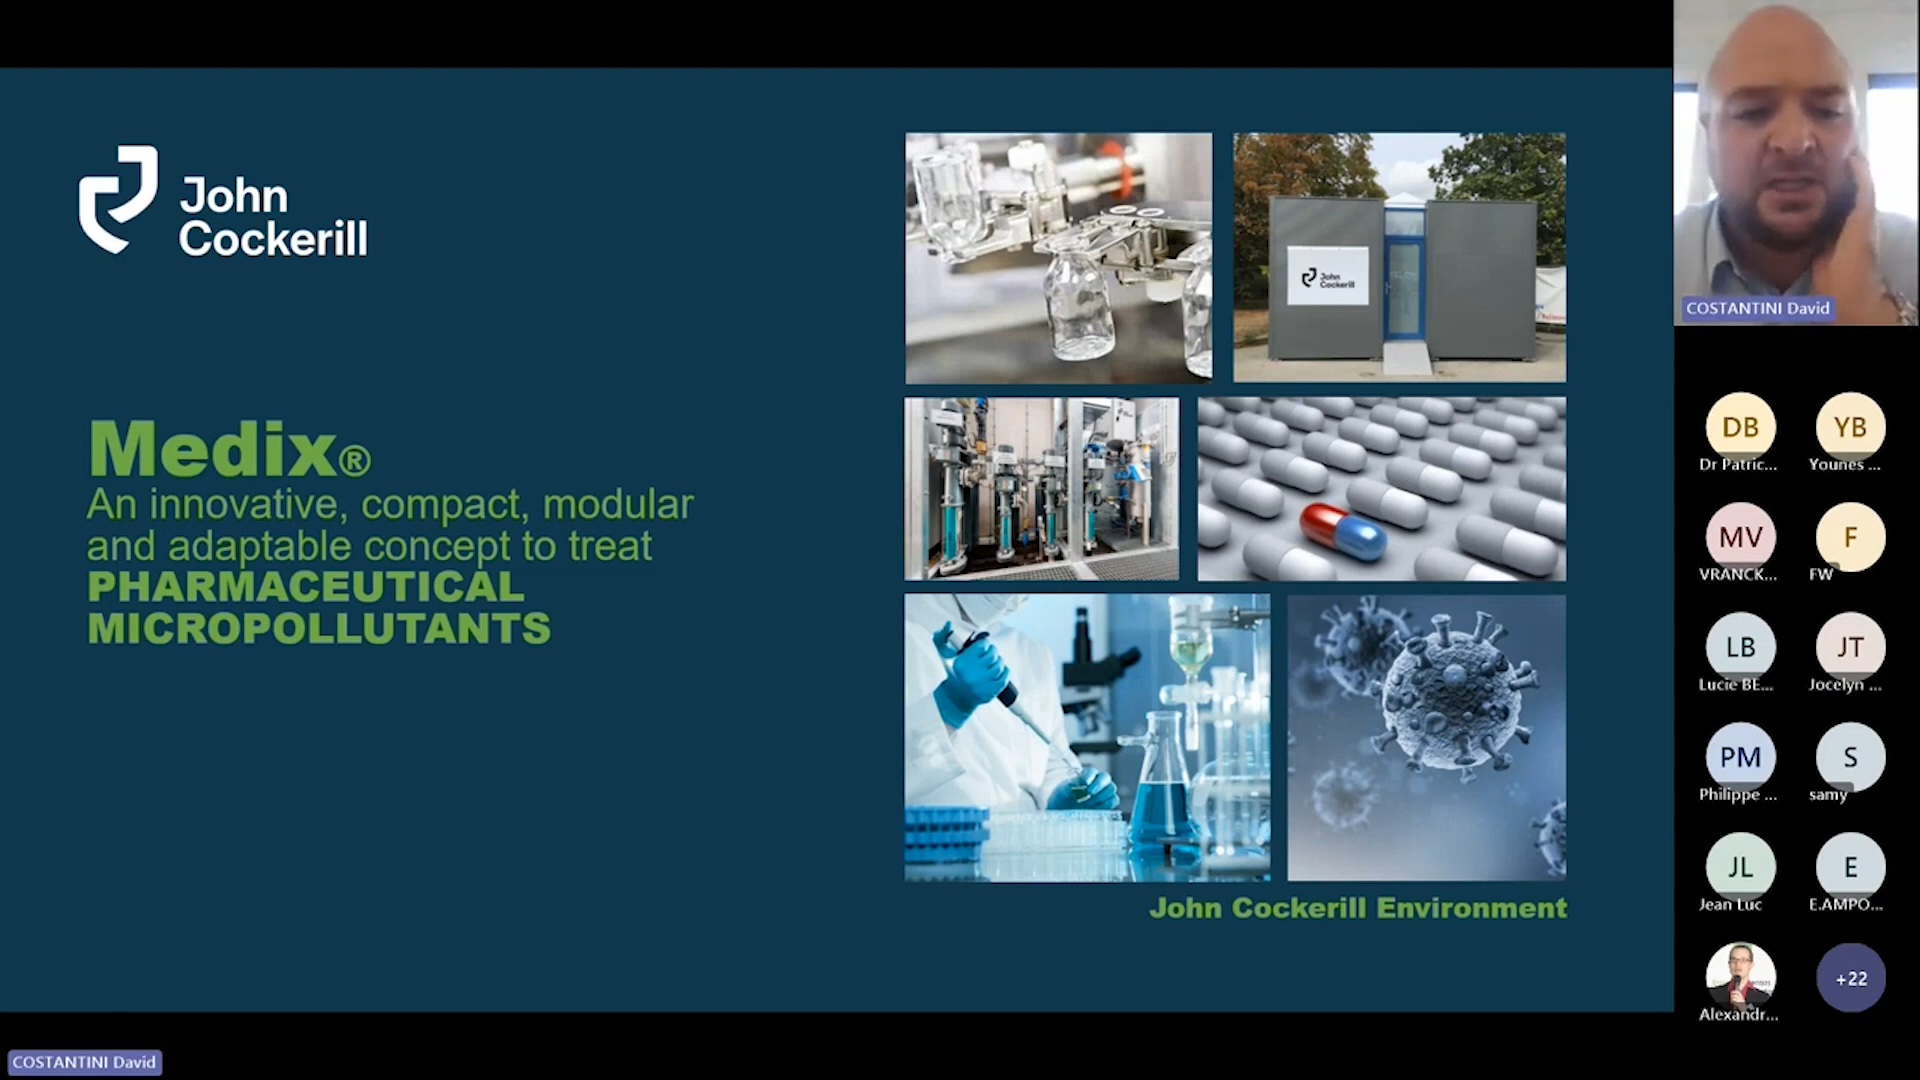 John
Cockerill
Medix®
An innovative, compact, modular
and adaptable concept to treat
PHARMACEUTICAL
MICROPOLLUTANTS
John
Cockerill
John Cockerill Environment
COSTANTINI David
DB
Dr Patric...
YB
Younes ...
MV
VRANCK...
F
FW
LB
Lucie BE...
JT
Jocelyn ...
PM
Philippe ...
S
samy
JL
Jean Luc
E
E.AMPO...
Alexandr...
+22
COSTANTINI David